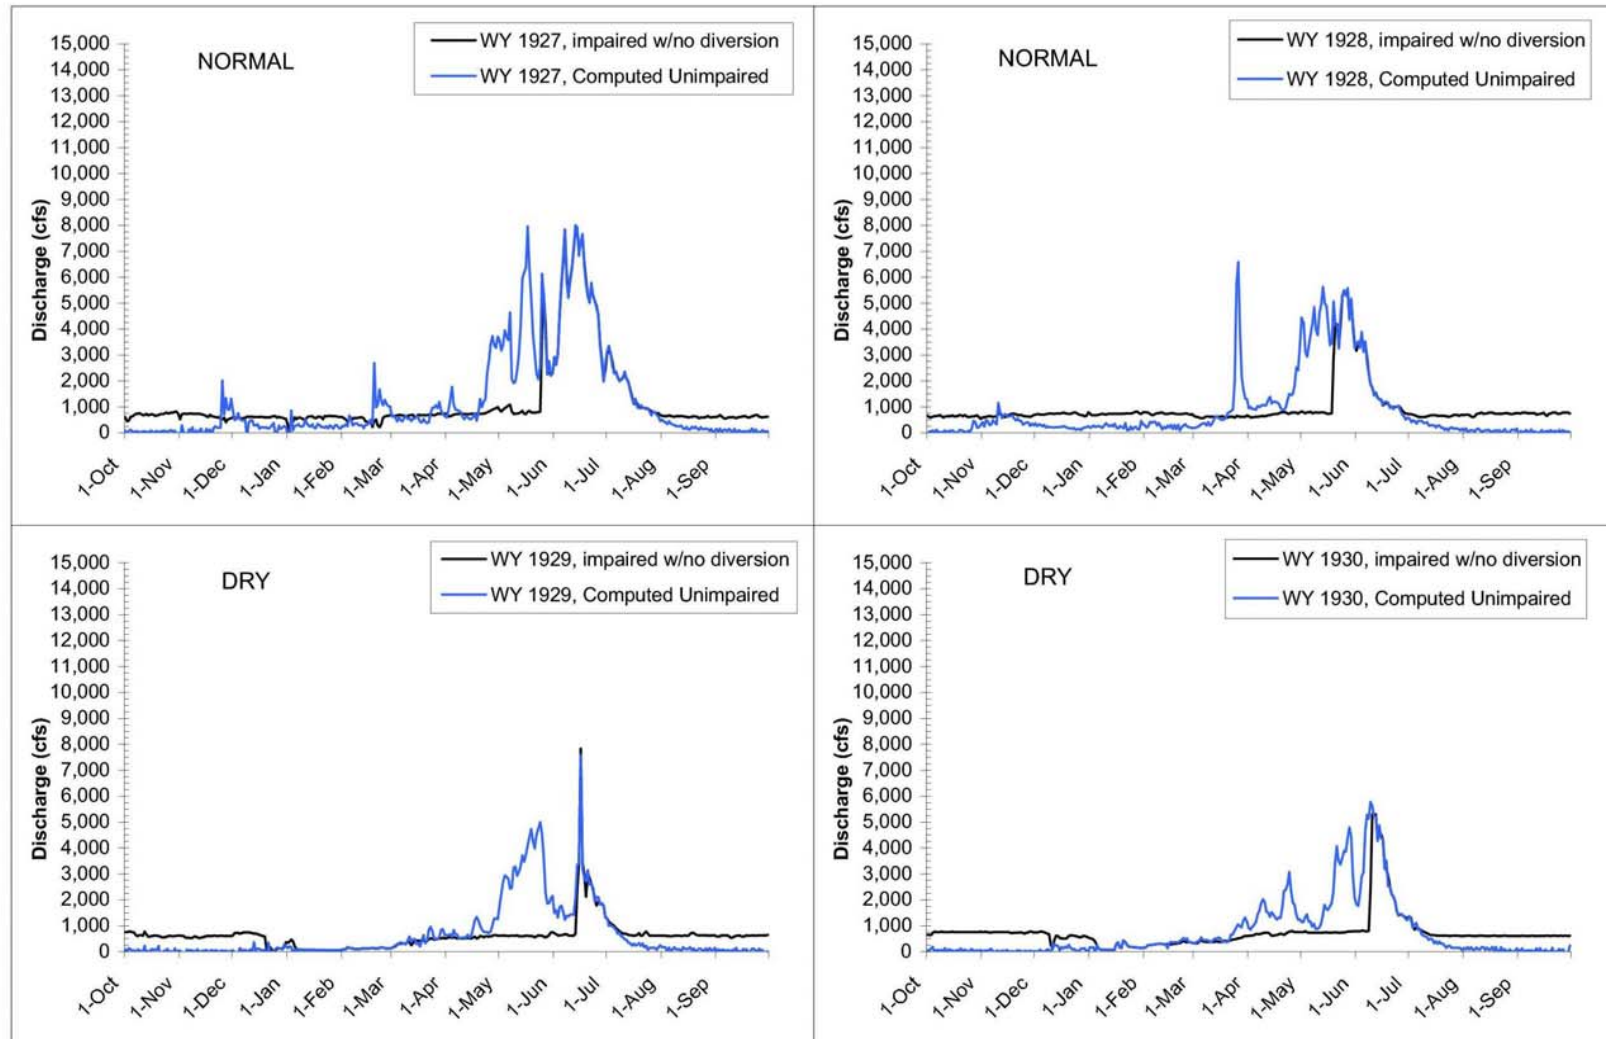 NORMAL
WY 1927, impaired w/no diversion
WY 1927, Computed Unimpaired
15,000
14,000
13,000
12,000
11,000
10,000
9,000
8,000
7,000
6,000
5,000
4,000
3,000
2,000
1,000
0
Discharge (cfs)
1-Oct
1-Nov
1-Dec
1-Jan
1-Feb
1-Mar
1-Apr
1-May
1-Jun
1-Jul
1-Aug
1-Sep
NORMAL
WY 1928, impaired w/no diversion
WY 1928, Computed Unimpaired
15,000
14,000
13,000
12,000
11,000
10,000
9,000
8,000
7,000
6,000
5,000
4,000
3,000
2,000
1,000
0
Discharge (cfs)
1-Oct
1-Nov
1-Dec
1-Jan
1-Feb
1-Mar
1-Apr
1-May
1-Jun
1-Jul
1-Aug
1-Sep
DRY
WY 1929, impaired w/no diversion
WY 1929, Computed Unimpaired
15,000
14,000
13,000
12,000
11,000
10,000
9,000
8,000
7,000
6,000
5,000
4,000
3,000
2,000
1,000
0
Discharge (cfs)
1-Oct
1-Nov
1-Dec
1-Jan
1-Feb
1-Mar
1-Apr
1-May
1-Jun
1-Jul
1-Aug
1-Sep
DRY
WY 1930, impaired w/no diversion
WY 1930, Computed Unimpaired
15,000
14,000
13,000
12,000
11,000
10,000
9,000
8,000
7,000
6,000
5,000
4,000
3,000
2,000
1,000
0
Discharge (cfs)
1-Oct
1-Nov
1-Dec
1-Jan
1-Feb
1-Mar
1-Apr
1-May
1-Jun
1-Jul
1-Aug
1-Sep